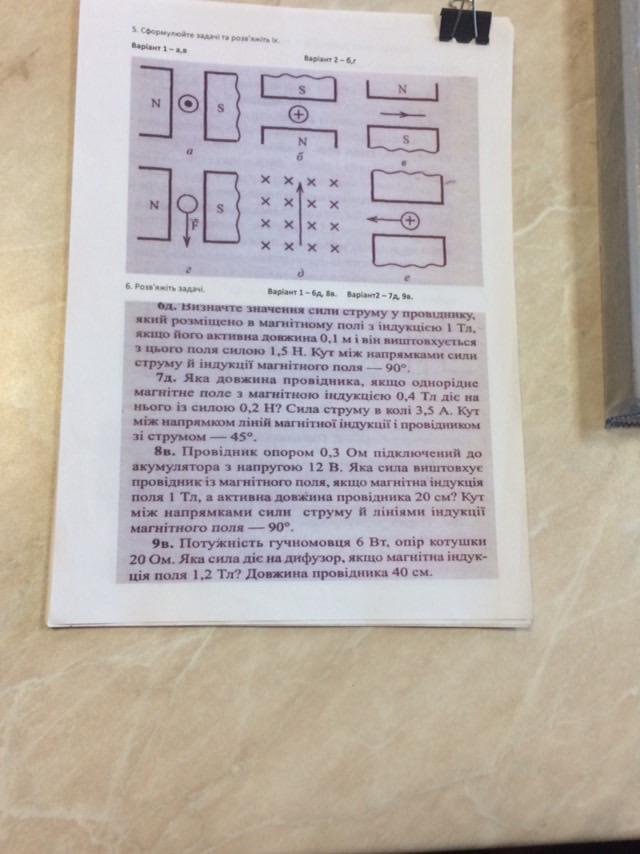 5. Сформулюйте задачі та розв'яжіть їх.
Варіант 1 – а,в
Варіант 2 – б,г
N S
а
S
N
б
N
S
в
N S
F
г
д
е
6. Розв'яжіть задачі.
Варіант 1 – 6д, 8в. Варіант2 – 7д, 9в.
6д. Визначте значення сили струму у провіднику,
який розміщено в магнітному полі з індукцією 1 Тл,
якщо його активна довжина 0,1 м і він виштовхується
з цього поля силою 1,5 Н. Кут між напрямками сили
струму й індукції магнітного поля — 90°.
7д. Яка довжина провідника, якщо однорідне
магнітне поле з магнітною індукцією 0,4 Тл діє на
нього із силою 0,2 Н? Сила струму в колі 3,5 А. Кут
між напрямком ліній магнітної індукції і провідником
зі струмом — 45°.
8в. Провідник опором 0,3 Ом підключений до
акумулятора з напругою 12 В. Яка сила виштовхує
провідник із магнітного поля, якщо магнітна індукція
поля 1 Тл, а активна довжина провідника 20 см? Кут
між напрямками сили струму й лініями індукції
магнітного поля — 90°.
9в. Потужність гучномовця 6 Вт, опір котушки
20 Ом. Яка сила діє на дифузор, якщо магнітна індук-
ція поля 1,2 Тл? Довжина провідника 40 см.